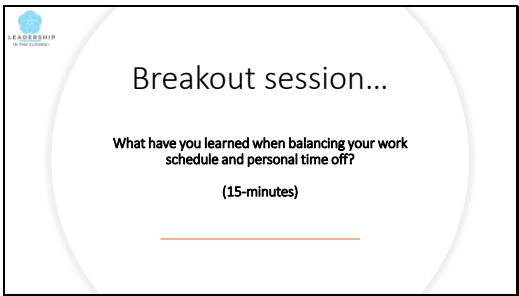 LEADERSHIP
IN THE CLOUDS
Breakout session...
What have you learned when balancing your work
schedule and personal time off?
(15-minutes)